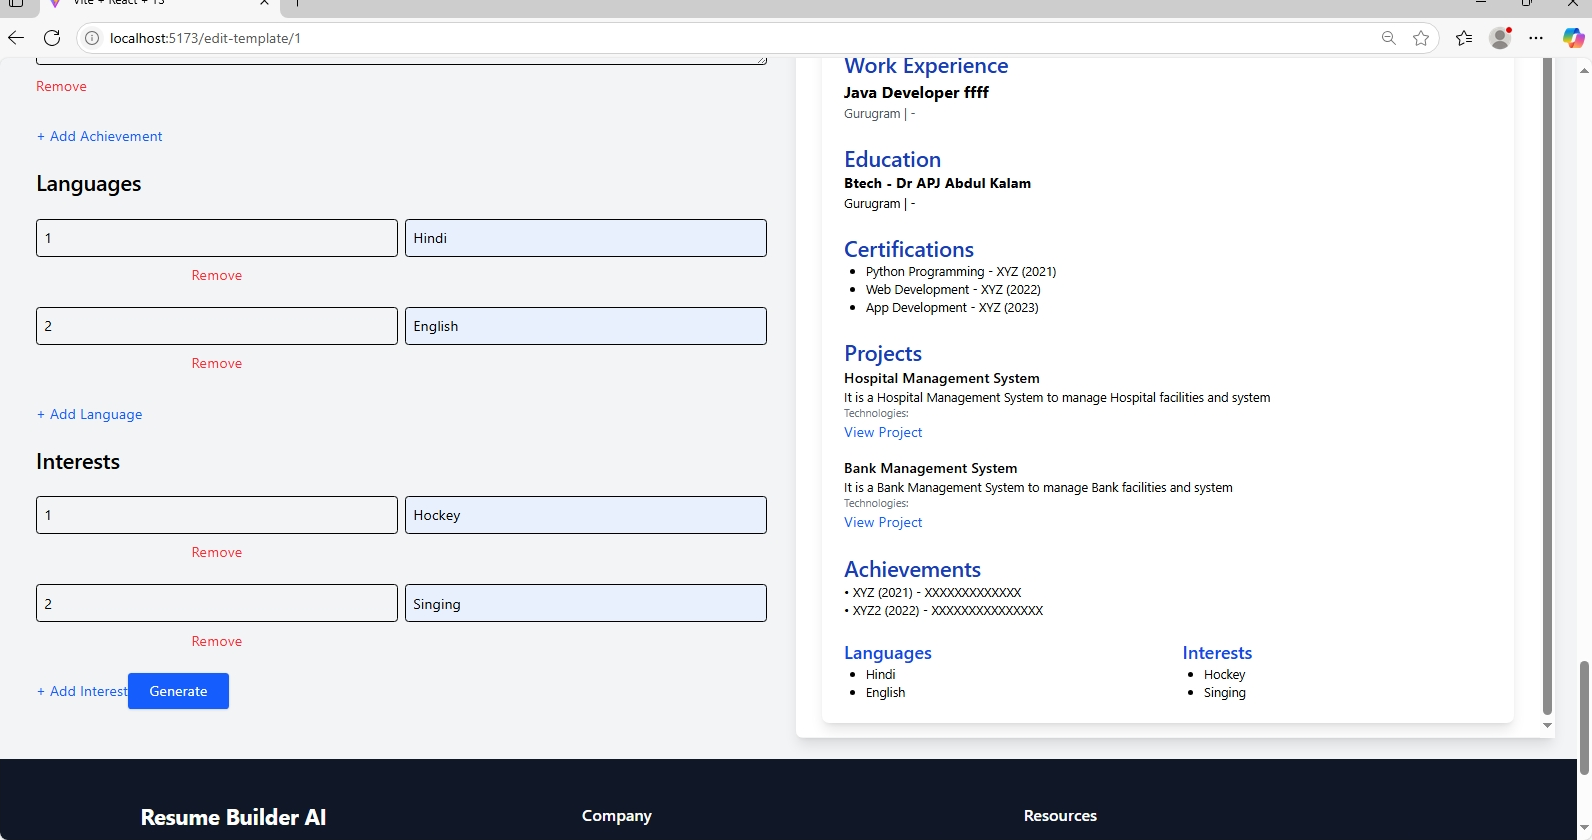 Vite + React + TS
localhost:5173/edit-template/1
Remove
+ Add Achievement
Languages
1
Hindi
Remove
2
English
Remove
+ Add Language
Interests
1
Hockey
Remove
2
Singing
Remove
+ Add Interest
Generate
Work Experience
Java Developer ffff
Gurugram | -
Education
Btech - Dr APJ Abdul Kalam
Gurugram | -
Certifications
• Python Programming - XYZ (2021)
• Web Development - XYZ (2022)
• App Development - XYZ (2023)
Projects
Hospital Management System
It is a Hospital Management System to manage Hospital facilities and system
Technologies:
View Project
Bank Management System
It is a Bank Management System to manage Bank facilities and system
Technologies:
View Project
Achievements
• XYZ (2021) - XXXXXXXXXXXXX
• XYZ2 (2022) - XXXXXXXXXXXXXXX
Languages
• Hindi
• English
Interests
• Hockey
• Singing
Resume Builder AI
Company
Resources